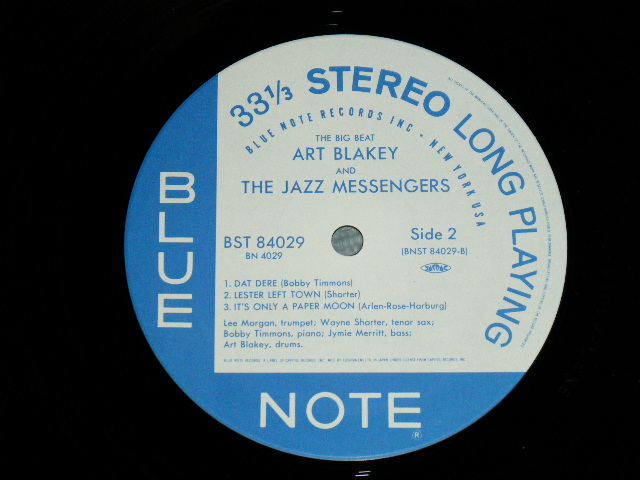 33⅓ STEREO LONG PLAYING
BLUE NOTE RECORDS INC • NEW YORK USA
THE BIG BEAT
ART BLAKEY
AND
THE JAZZ MESSENGERS
BST 84029
BN 4029
Side 2
(BNST 84029-B)
1. DAT DERE (Bobby Timmons)
2. LESTER LEFT TOWN (Shorter)
3. IT'S ONLY A PAPER MOON (Arlen-Rose-Harburg)
Lee Morgan, trumpet; Wayne Shorter, tenor sax;
Bobby Timmons, piano; Jymie Merritt, bass;
Art Blakey, drums.
BLUE
NOTE®